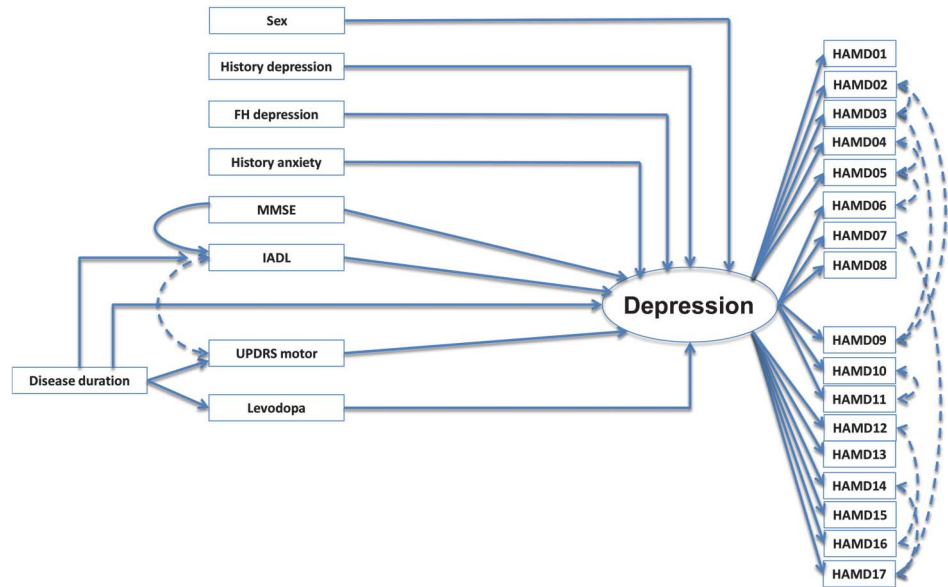 Sex
History depression
FH depression
History anxiety
MMSE
IADL
UPDRS motor
Disease duration
Levodopa
Depression
HAMD01
HAMD02
HAMD03
HAMD04
HAMD05
HAMD06
HAMD07
HAMD08
HAMD09
HAMD10
HAMD11
HAMD12
HAMD13
HAMD14
HAMD15
HAMD16
HAMD17